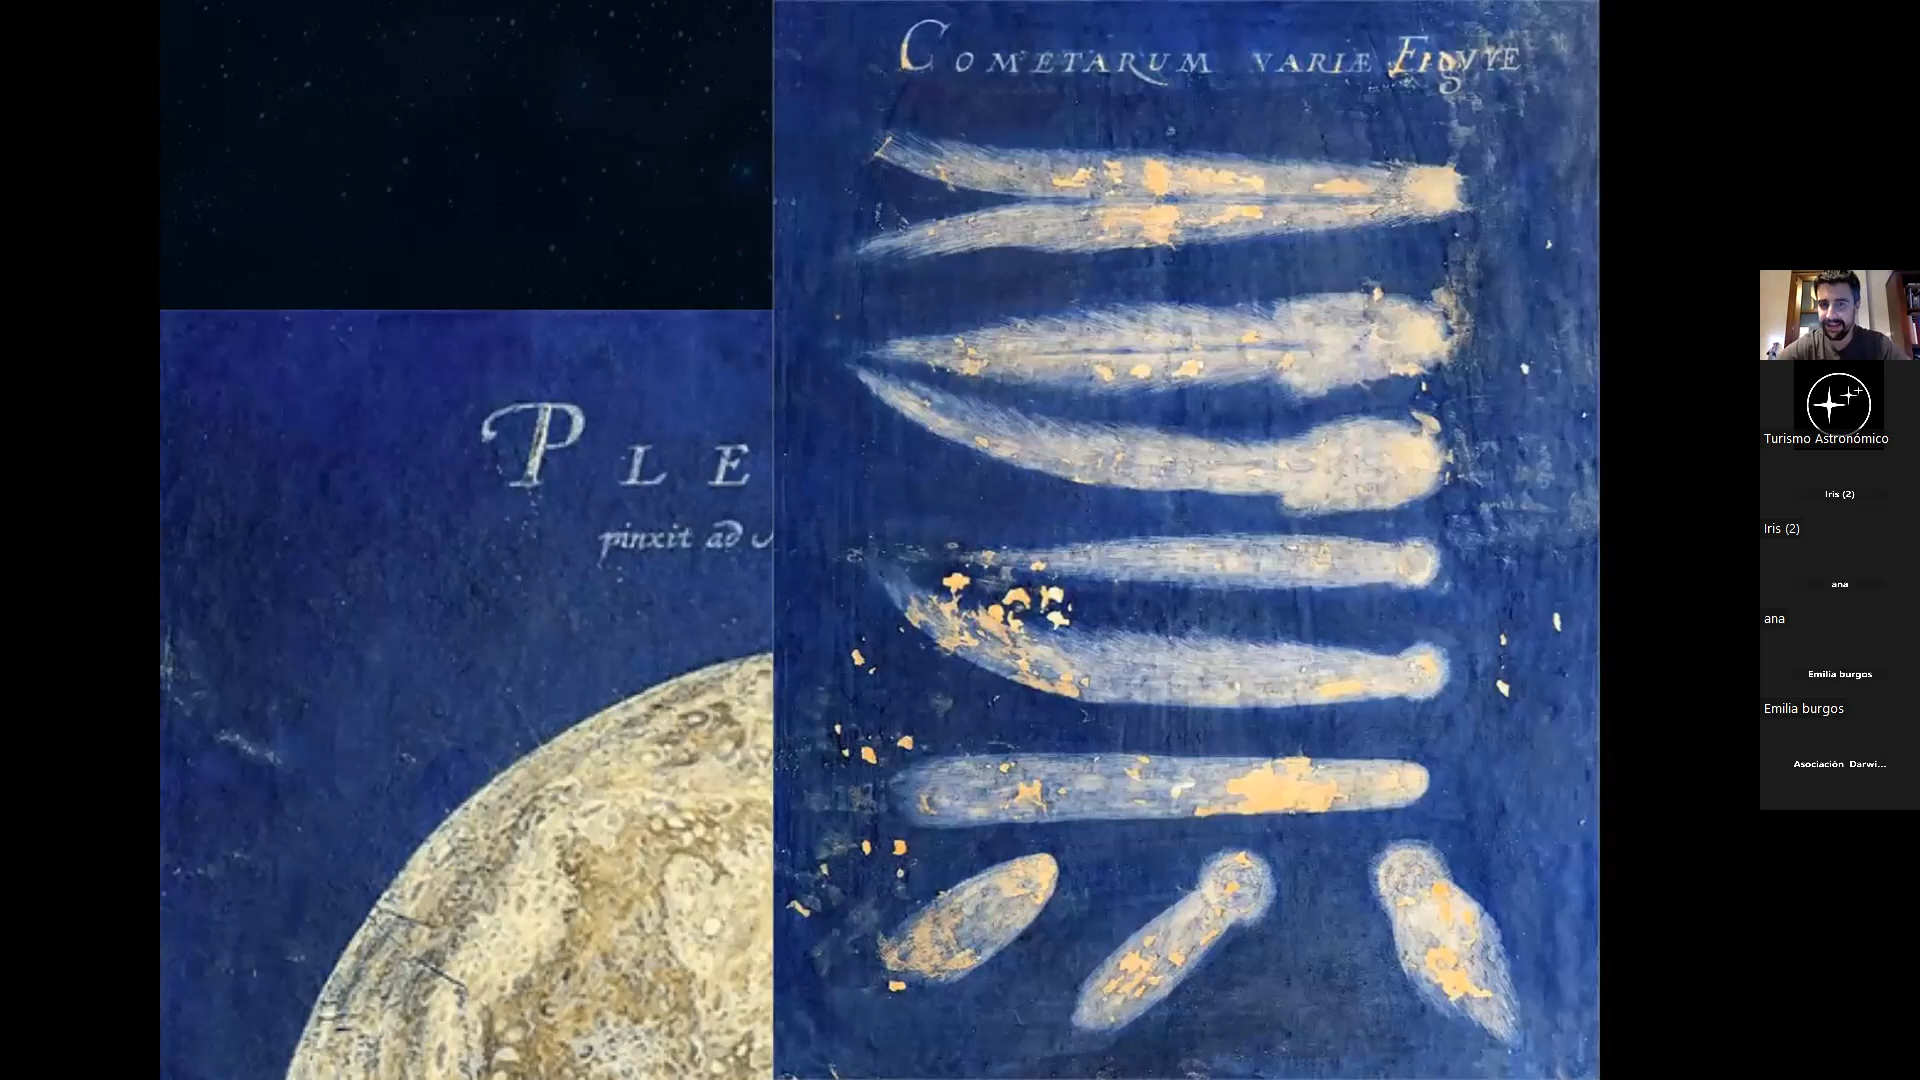 COMETARUM VARIÆ FIgVRE
PLE
pinxit ad
Turismo Astronómico
Iris (2)
Iris (2)
ana
ana
Emilia burgos
Emilia burgos
Asociación Darwi...